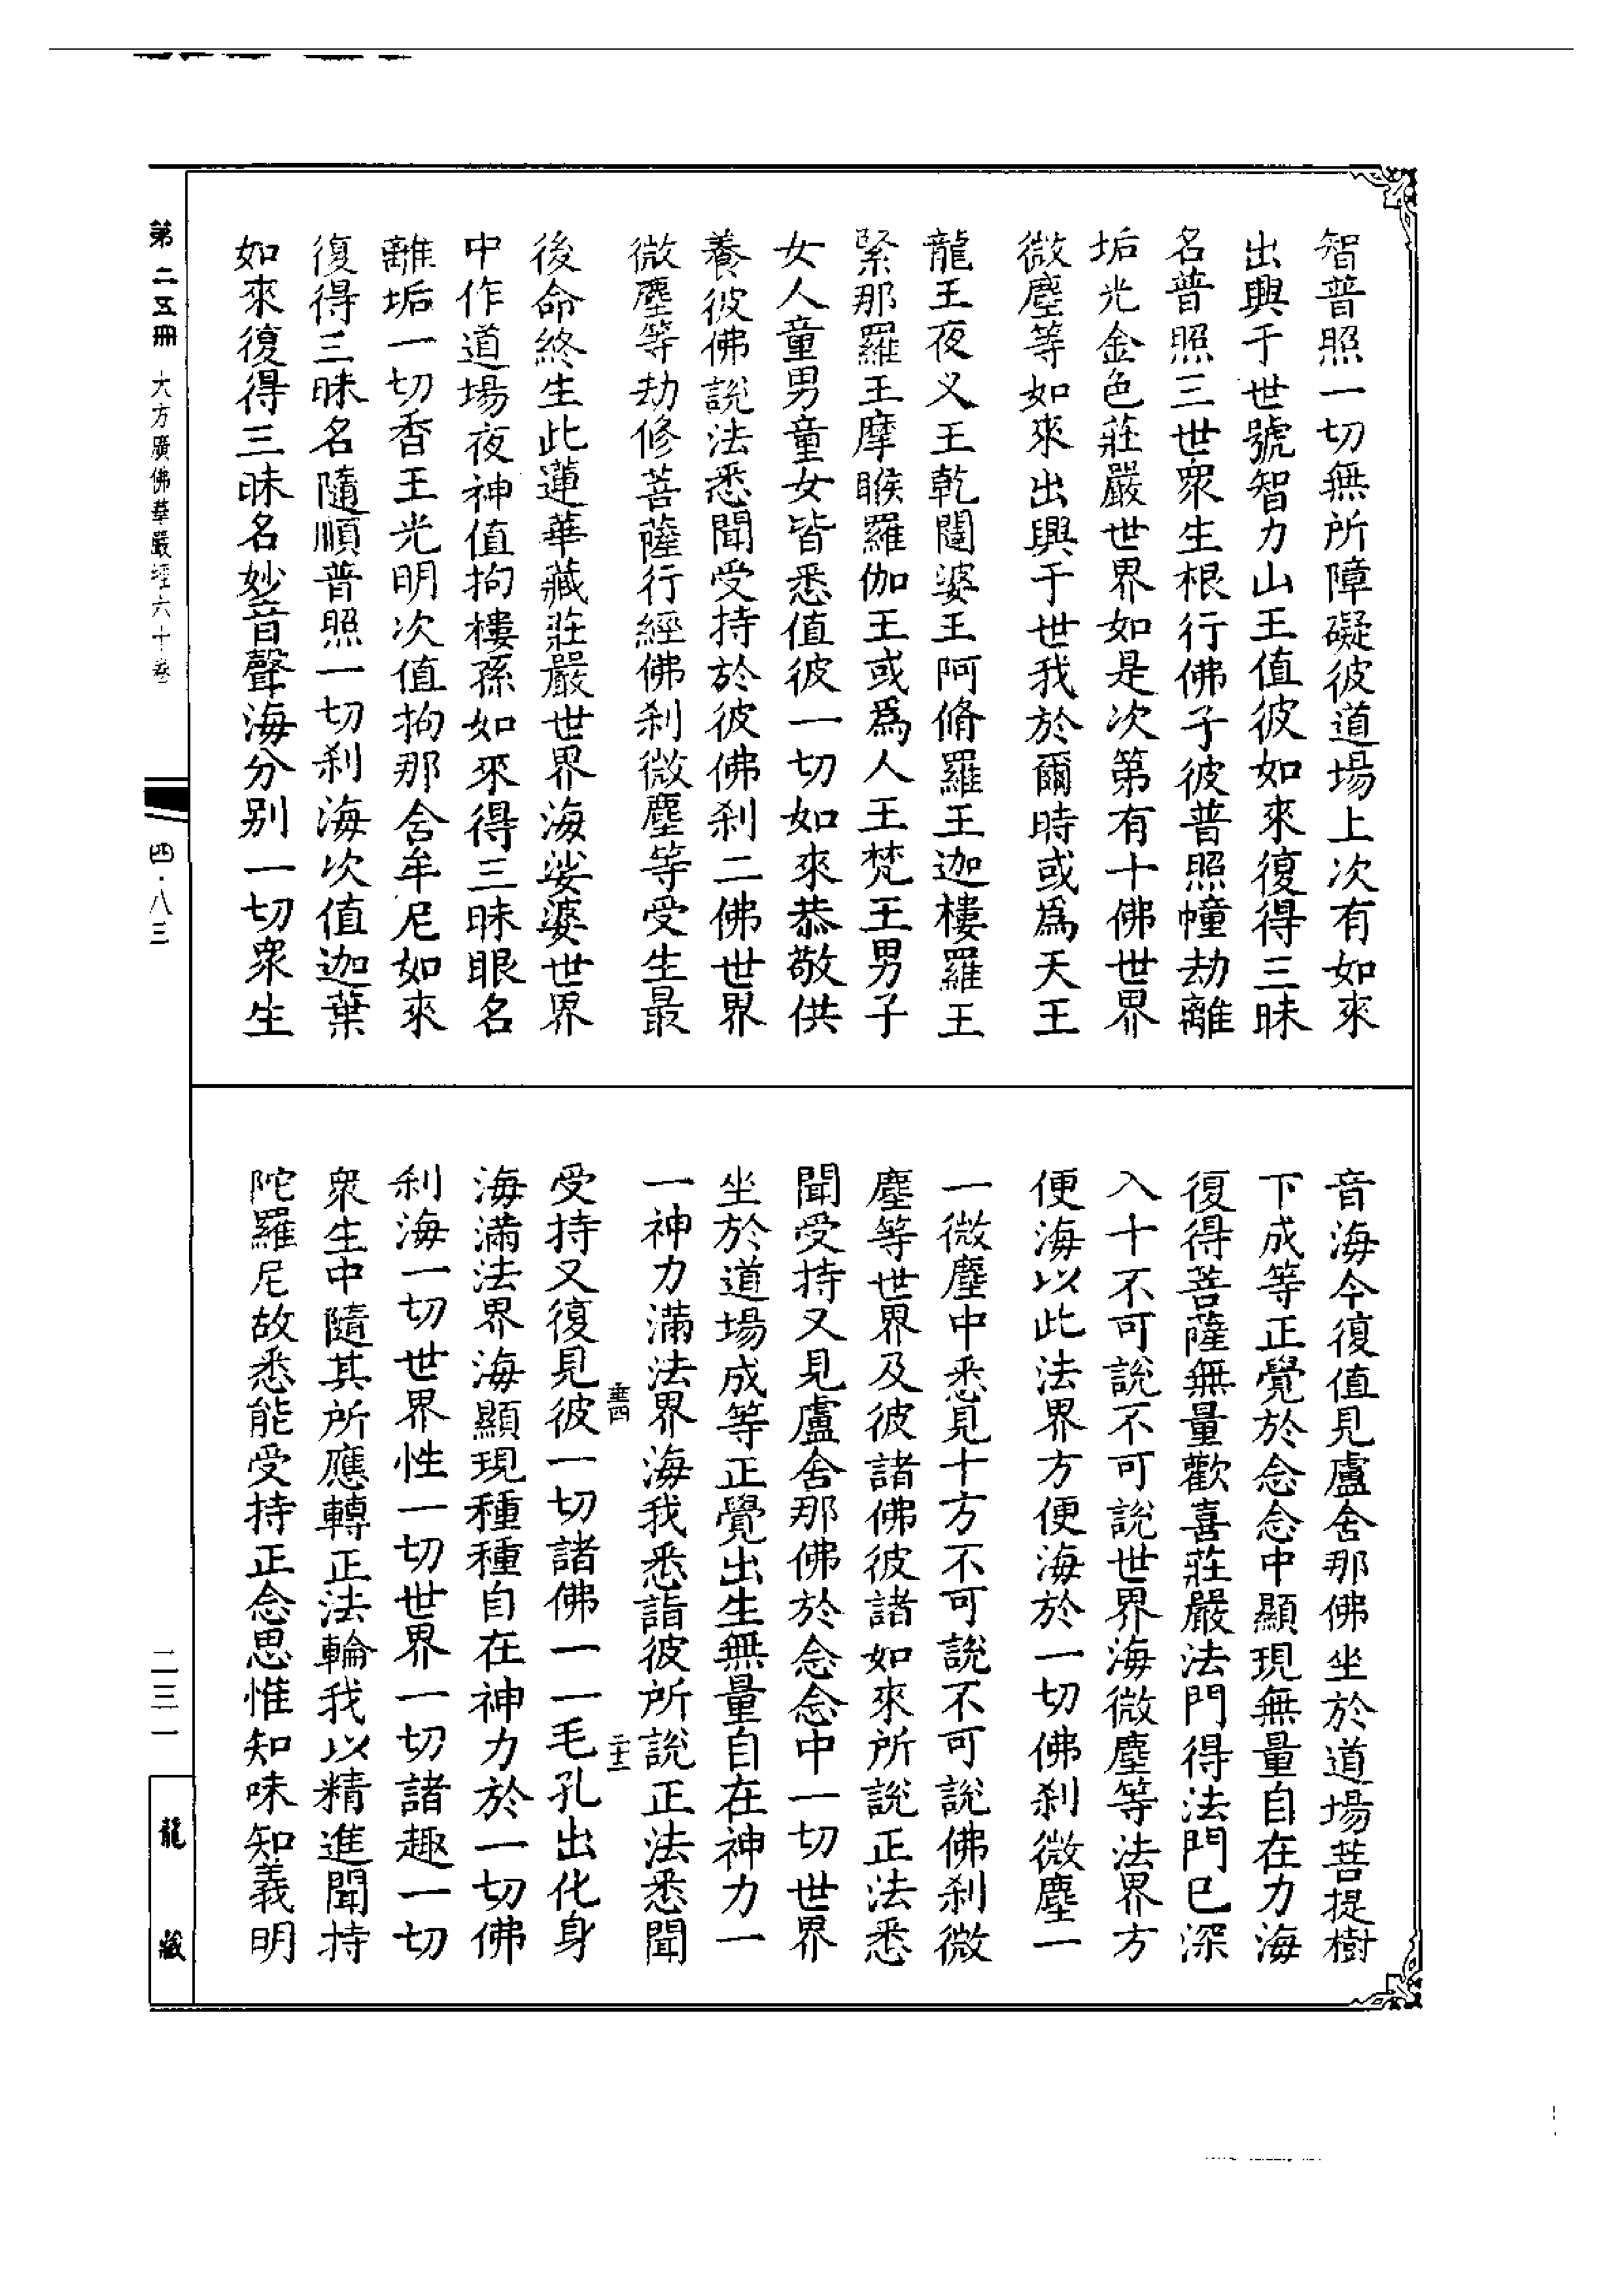 智普照一切無所障礙彼道場上次有如來
出興于世號智力山王值彼如來復得三昧
名普照三世衆生根行佛子彼普照幢劫離
垢光金色莊嚴世界如是次第有十佛世界
微塵等如來出興于世我於爾時或爲天王
龍王夜叉王乾闥婆王阿脩羅王迦樓羅王
緊那羅王摩睺羅伽王或爲人王梵王男子
女人童男童女皆悉值彼一切如來恭敬供
養彼佛說法悉聞受持於彼佛刹二佛世界
微塵等劫修菩薩行經佛刹微塵等受生最
後命終生此蓮華藏莊嚴世界海娑婆世界
中作道場夜神值拘樓孫如來得三昧眼名
離垢一切香王光明次值拘那含牟尼如來
復得三昧名隨順普照一切刹海次值迦葉
如來復得三昧名妙音聲海分別一切衆生
音海今復值見盧舍那佛坐於道場菩提樹
下成等正覺於念念中顯現無量自在力海
復得菩薩無量歡喜莊嚴法門得法門已深
入十不可說不可說世界海微塵等法界方
便海以此法界方便海於一切佛刹微塵一
一微塵中悉見十方不可說不可說佛刹微
塵等世界及彼諸佛彼諸如來所說正法悉
聞受持又見盧舍那佛於念念中一切世界
坐於道場成等正覺出生無量自在神力一
一神力滿法界海我悉詣彼所說正法悉聞
受持又復見彼一切諸佛一一毛孔出化身
海滿法界海顯現種種自在神力於一切佛
刹海一切世界性一切世界一切諸趣一切
衆生中隨其所應轉正法輪我以精進聞持
陀羅尼故悉能受持正念思惟知味知義明
第二五冊 大方廣佛華嚴經六十卷
四·八三
二三一
龍藏